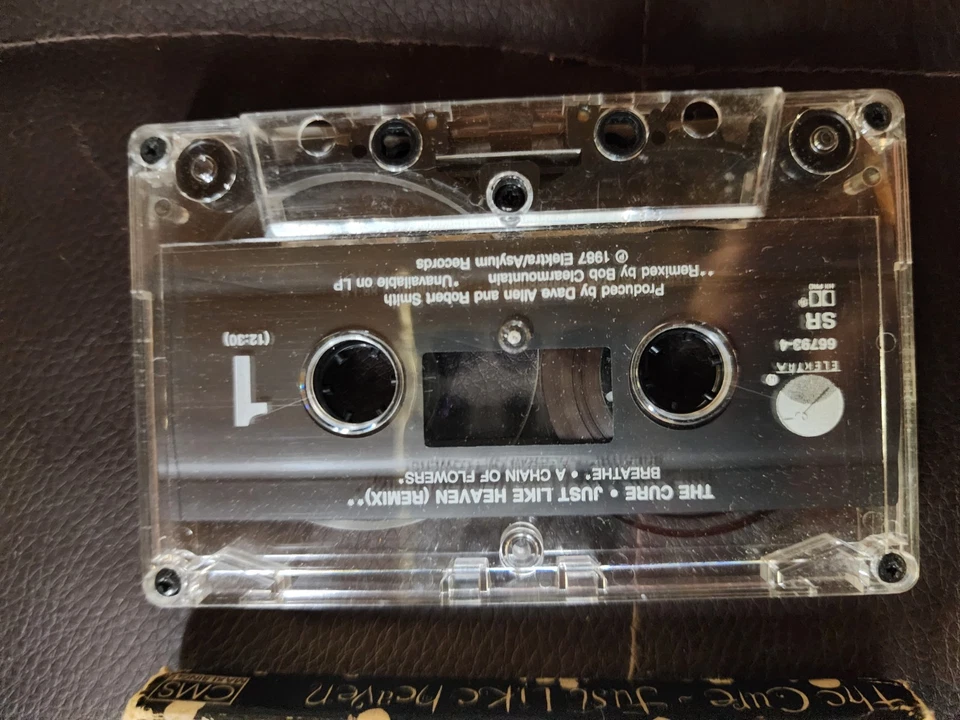 THE CURE • JUST LIKE HEAVEN (REMIX)**
BREATHE* • A CHAIN OF FLOWERS*
ELEKTRA
66793-4
SR
HX PRO
1
(12:30)
Produced by Dave Allen and Robert Smith
**Remixed by Bob Clearmountain *Unavailable on LP
℗ 1987 Elektra/Asylum Records
The Cure - Just Like heaven
CMS